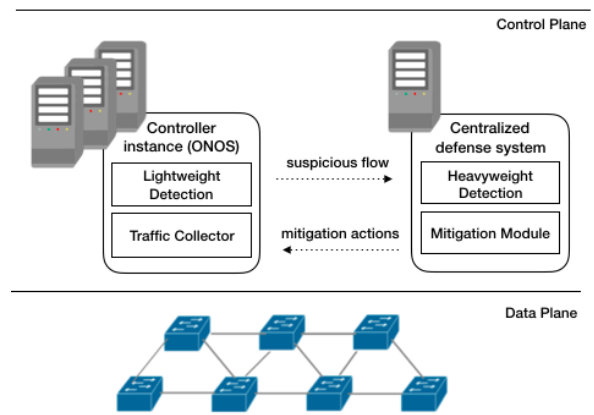 Control Plane
Controller
instance (ONOS)
Lightweight
Detection
Traffic Collector
suspicious flow
mitigation actions
Centralized
defense system
Heavyweight
Detection
Mitigation Module
Data Plane